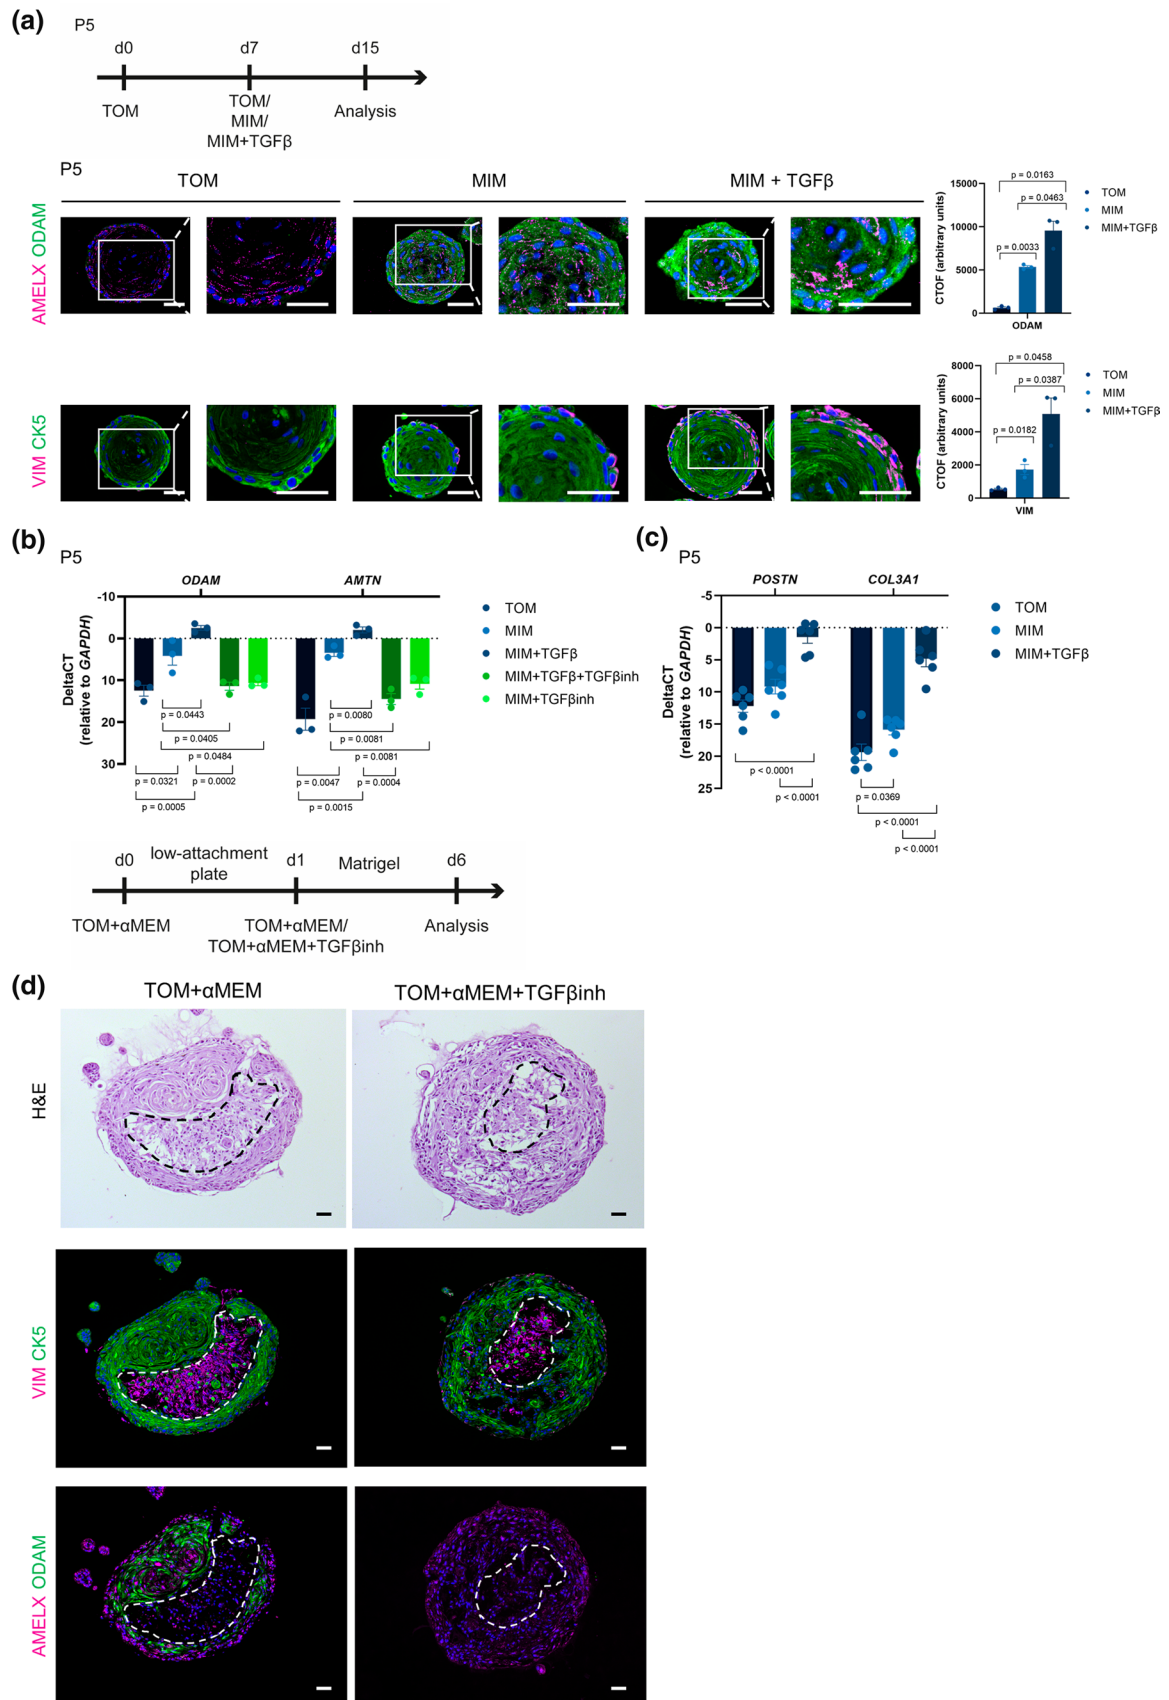 (a)
P5
d0 d7 d15
TOM TOM/ Analysis
MIM/
MIM+TGFβ
P5
TOM MIM MIM + TGFβ
AMELX ODAM
CTOF (arbitrary units)
15000
10000
5000
0
p = 0.0163
p = 0.0463
p = 0.0033
ODAM
TOM
MIM
MIM+TGFβ
VIM CK5
CTOF (arbitrary units)
8000
6000
4000
2000
0
p = 0.0458
p = 0.0387
p = 0.0182
VIM
TOM
MIM
MIM+TGFβ
(b)
P5
ODAM AMTN
DeltaCT
(relative to GAPDH)
-10
0
10
20
30
p = 0.0443
p = 0.0405
p = 0.0484
p = 0.0321 p = 0.0002
p = 0.0005
p = 0.0080
p = 0.0081
p = 0.0081
p = 0.0047 p = 0.0004
p = 0.0015
TOM
MIM
MIM+TGFβ
MIM+TGFβ+TGFβinh
MIM+TGFβinh
(c)
P5
POSTN COL3A1
DeltaCT
(relative to GAPDH)
-5
0
5
10
15
20
25
p < 0.0001
p < 0.0001
p = 0.0369
p < 0.0001
p < 0.0001
TOM
MIM
MIM+TGFβ
d0 low-attachment d1 Matrigel d6
plate
TOM+αMEM TOM+αMEM/ Analysis
TOM+αMEM+TGFβinh
(d)
TOM+αMEM TOM+αMEM+TGFβinh
H&E
VIM CK5
AMELX ODAM